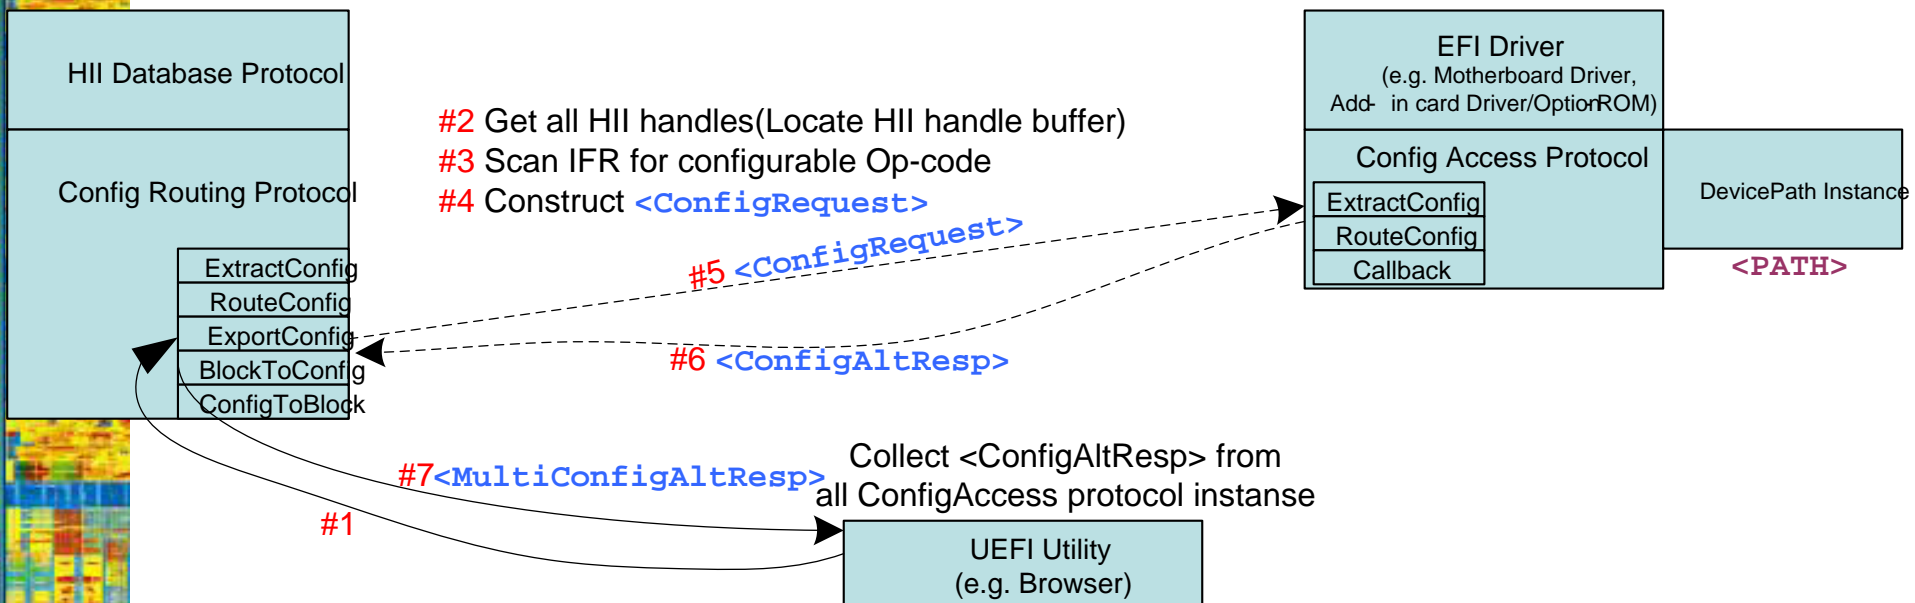 HII Database Protocol
Config Routing Protocol
ExtractConfig
RouteConfig
ExportConfig
BlockToConfig
ConfigToBlock
#2 Get all HII handles(Locate HII handle buffer)
#3 Scan IFR for configurable Op-code
#4 Construct <ConfigRequest>
#5 <ConfigRequest>
#6 <ConfigAltResp>
EFI Driver
(e.g. Motherboard Driver,
Add- in card Driver/Option-ROM)
Config Access Protocol
ExtractConfig
RouteConfig
Callback
DevicePath Instance
<PATH>
#7<MultiConfigAltResp>
#1
Collect <ConfigAltResp> from
all ConfigAccess protocol instanse
UEFI Utility
(e.g. Browser)